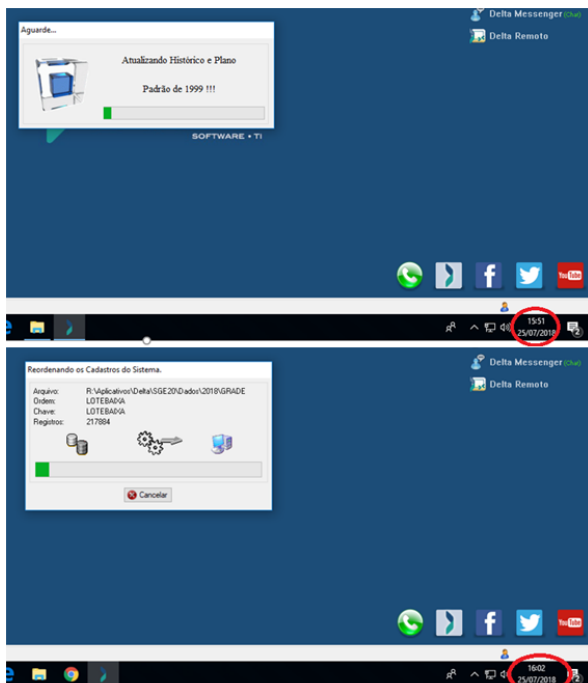 Delta Messenger (Chat)
Delta Remoto
Aguarde...
Atualizando Histórico e Plano
Padrão de 1999 !!!
SOFTWARE • TI
You Tube
15:51
25/07/2018
2
Delta Messenger (Chat)
Delta Remoto
Reordenando os Cadastros do Sistema.
Arquivo: R:\Aplicativos\Delta\SGE20\Dados\2018\GRADE
Ordem: LOTEBAIXA
Chave: LOTEBAIXA
Registros: 217884
Cancelar
You Tube
16:02
25/07/2018
2